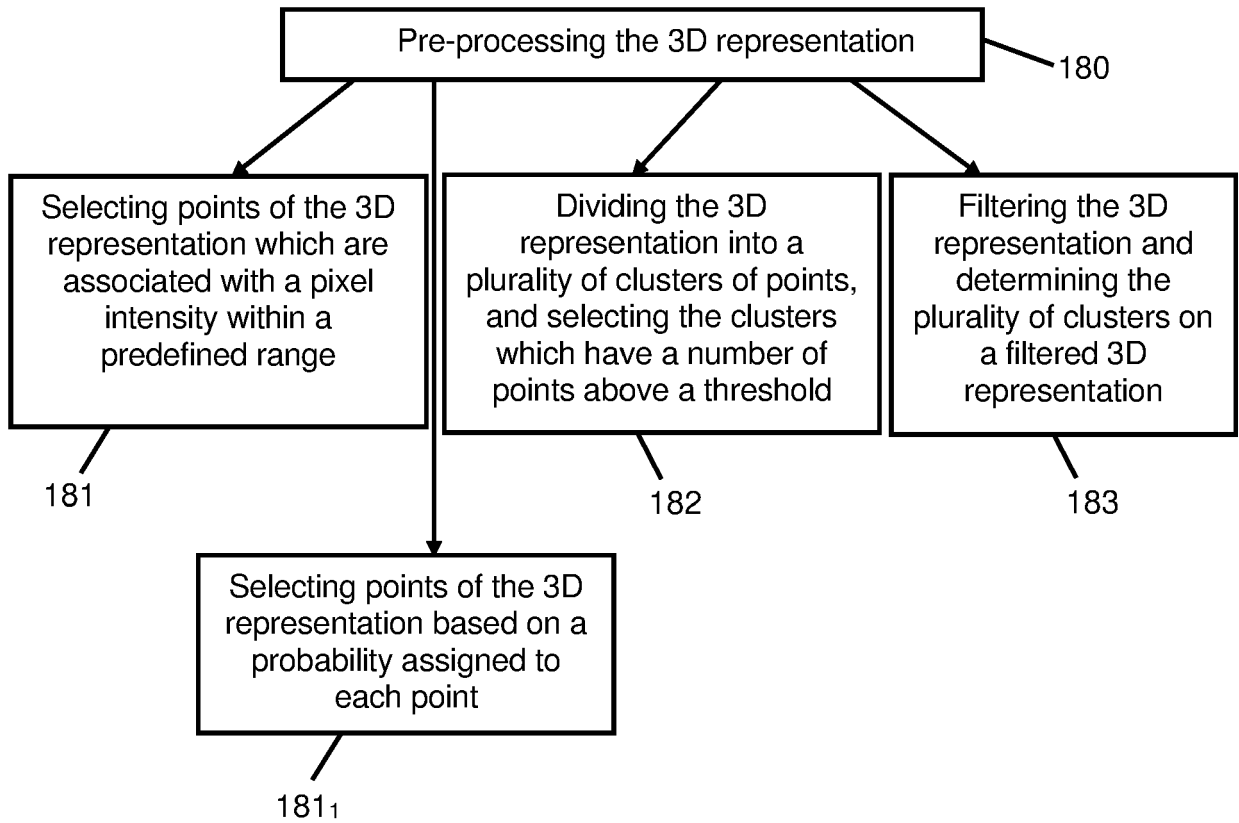 Pre-processing the 3D representation
180
Selecting points of the 3D
representation which are
associated with a pixel
intensity within a
predefined range
181
Dividing the 3D
representation into a
plurality of clusters of points,
and selecting the clusters
which have a number of
points above a threshold
182
Filtering the 3D
representation and
determining the
plurality of clusters on
a filtered 3D
representation
183
Selecting points of the 3D
representation based on a
probability assigned to
each point
181₁